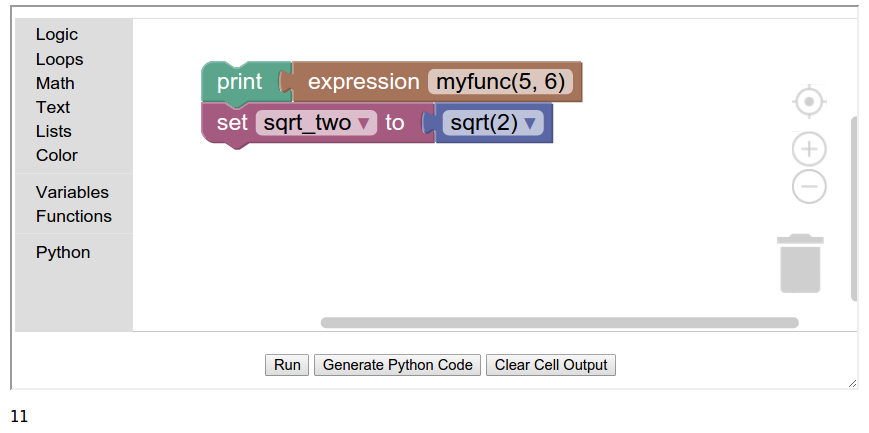 Logic
Loops
Math
Text
Lists
Color
Variables
Functions
Python
print expression myfunc(5, 6)
set sqrt_two ▾ to sqrt(2) ▾
Run Generate Python Code Clear Cell Output
11